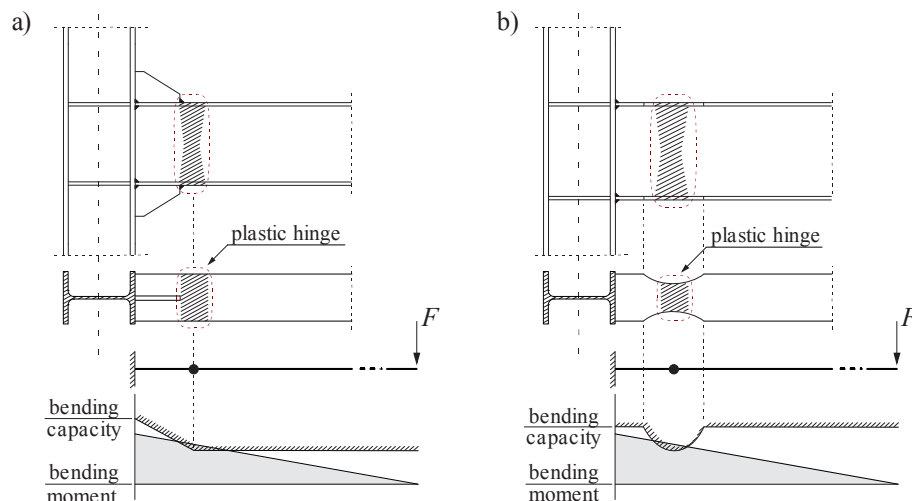 a)
b)
plastic hinge
plastic hinge
F
F
bending
capacity
bending
moment
bending
capacity
bending
moment